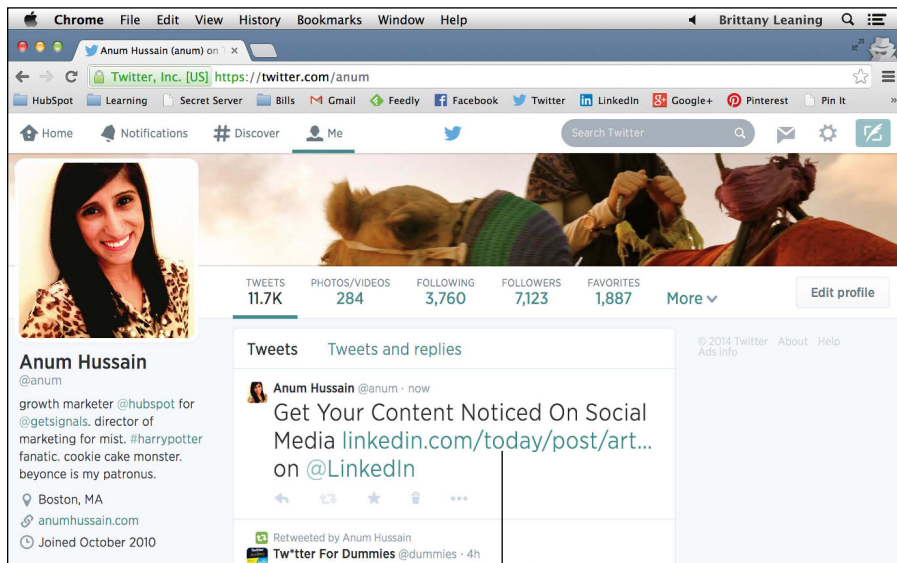 Chrome File Edit View History Bookmarks Window Help Brittany Leaning
Anum Hussain (anum) on T
Twitter, Inc. [US] https://twitter.com/anum
HubSpot Learning Secret Server Bills Gmail Feedly Facebook Twitter LinkedIn Google+ Pinterest Pin It »
Home Notifications Discover Me Search Twitter
TWEETS PHOTOS/VIDEOS FOLLOWING FOLLOWERS FAVORITES
11.7K 284 3,760 7,123 1,887 More Edit profile
Anum Hussain
@anum
growth marketer @hubspot for
@getsignals. director of
marketing for mist. #harrypotter
fanatic. cookie cake monster.
beyonce is my patronus.
Boston, MA
anumhussain.com
Joined October 2010
Tweets Tweets and replies
Anum Hussain @anum · now
Get Your Content Noticed On Social
Media linkedin.com/today/post/art...
on @LinkedIn
Retweeted by Anum Hussain
Tw*tter For Dummies @dummies · 4h
© 2014 Twitter About Help
Ads info